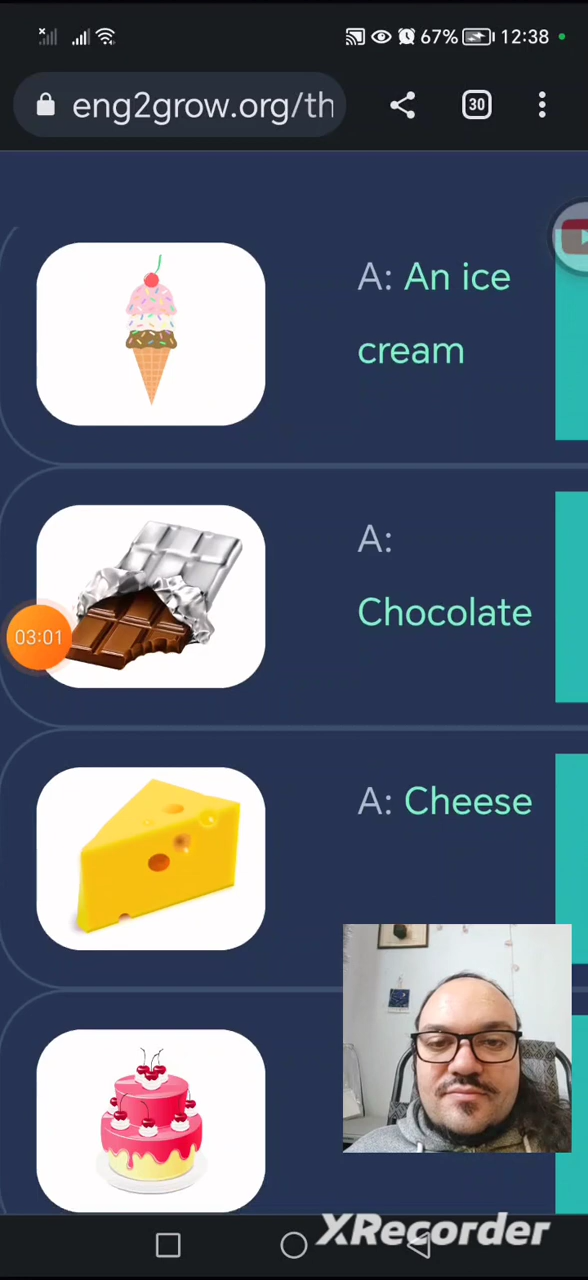 67% 12:38
eng2grow.org/th
30
A: An ice
cream
A:
Chocolate
03:01
A: Cheese
XRecorder